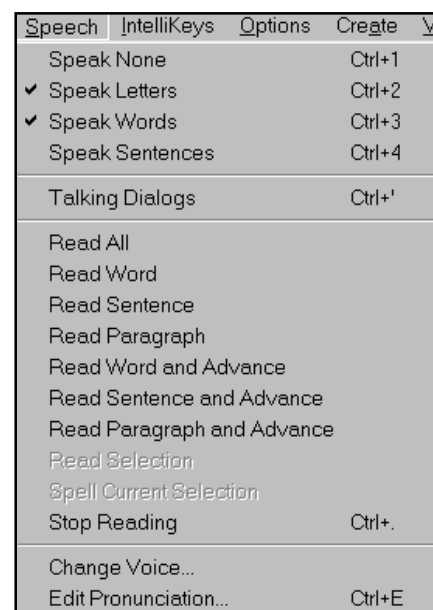 Speech IntelliKeys Options Create V
Speak None Ctrl+1
Speak Letters Ctrl+2
Speak Words Ctrl+3
Speak Sentences Ctrl+4
Talking Dialogs Ctrl+'
Read All
Read Word
Read Sentence
Read Paragraph
Read Word and Advance
Read Sentence and Advance
Read Paragraph and Advance
Read Selection
Spell Current Selection
Stop Reading Ctrl+.
Change Voice...
Edit Pronunciation... Ctrl+E